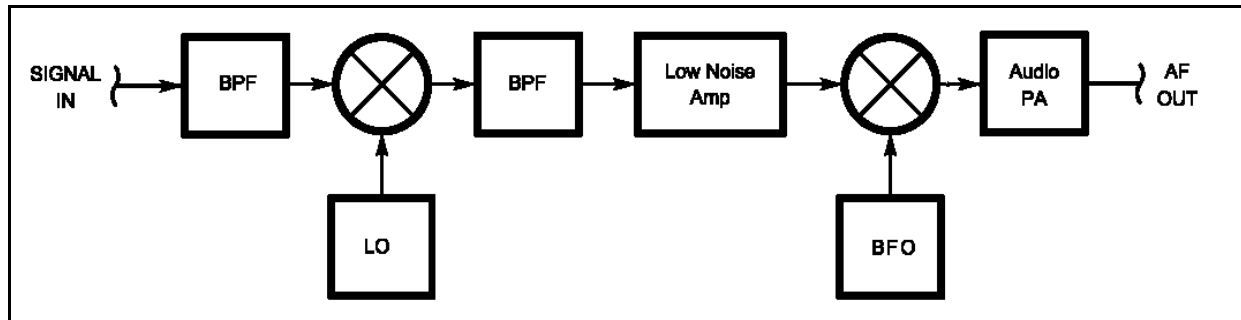 SIGNAL
IN
BPF
BPF
Low Noise
Amp
Audio
PA
AF
OUT
LO
BFO